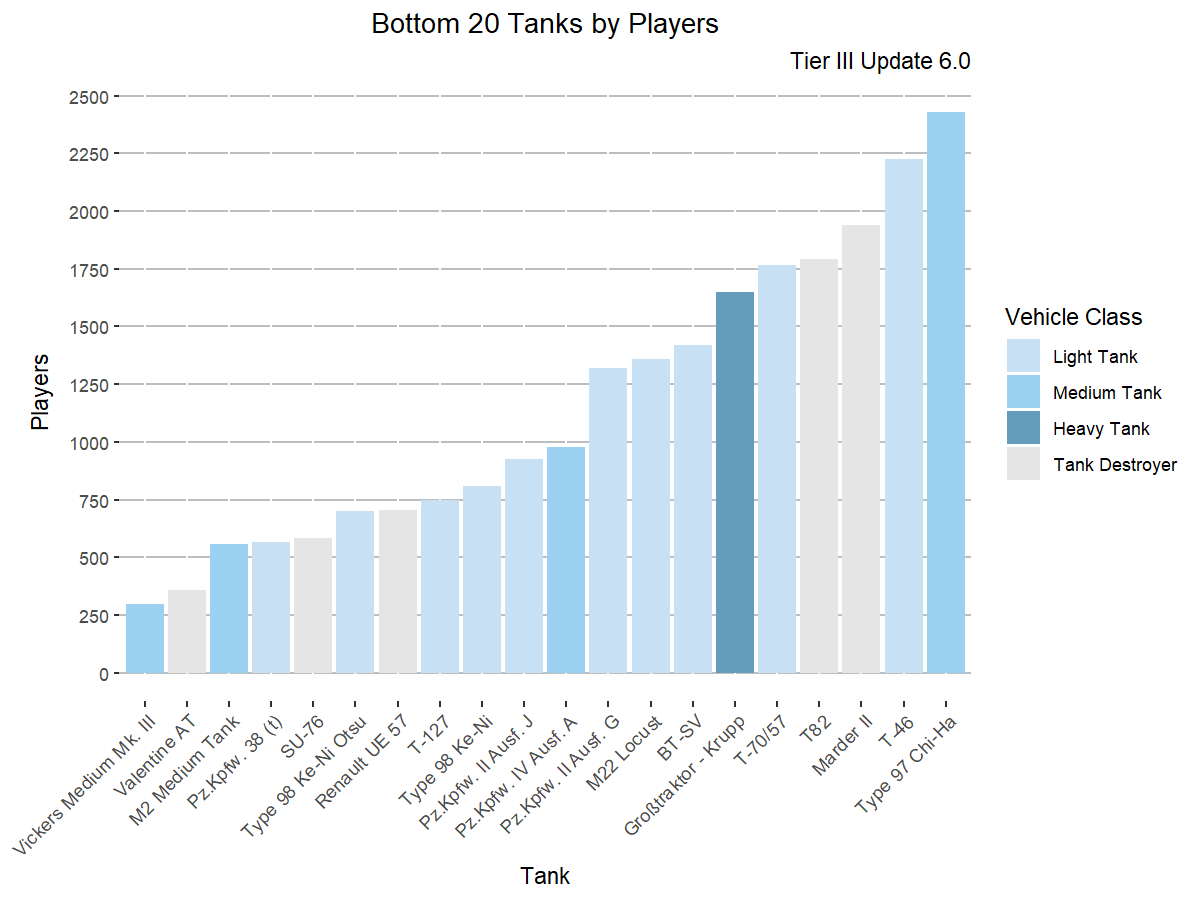 Bottom 20 Tanks by Players
Tier III Update 6.0
Players
2500
2250
2000
1750
1500
1250
1000
750
500
250
0
Vickers Medium Mk. III
Valentine AT
M2 Medium Tank
Pz.Kpfw. 38 (t)
SU-76
Type 98 Ke-Ni Otsu
Renault UE 57
T-127
Type 98 Ke-Ni
Pz.Kpfw. II Ausf. J
Pz.Kpfw. IV Ausf. A
Pz.Kpfw. II Ausf. G
M22 Locust
BT-SV
Großtraktor - Krupp
T-70/57
T82
Marder II
T-46
Type 97 Chi-Ha
Tank
Vehicle Class
Light Tank
Medium Tank
Heavy Tank
Tank Destroyer